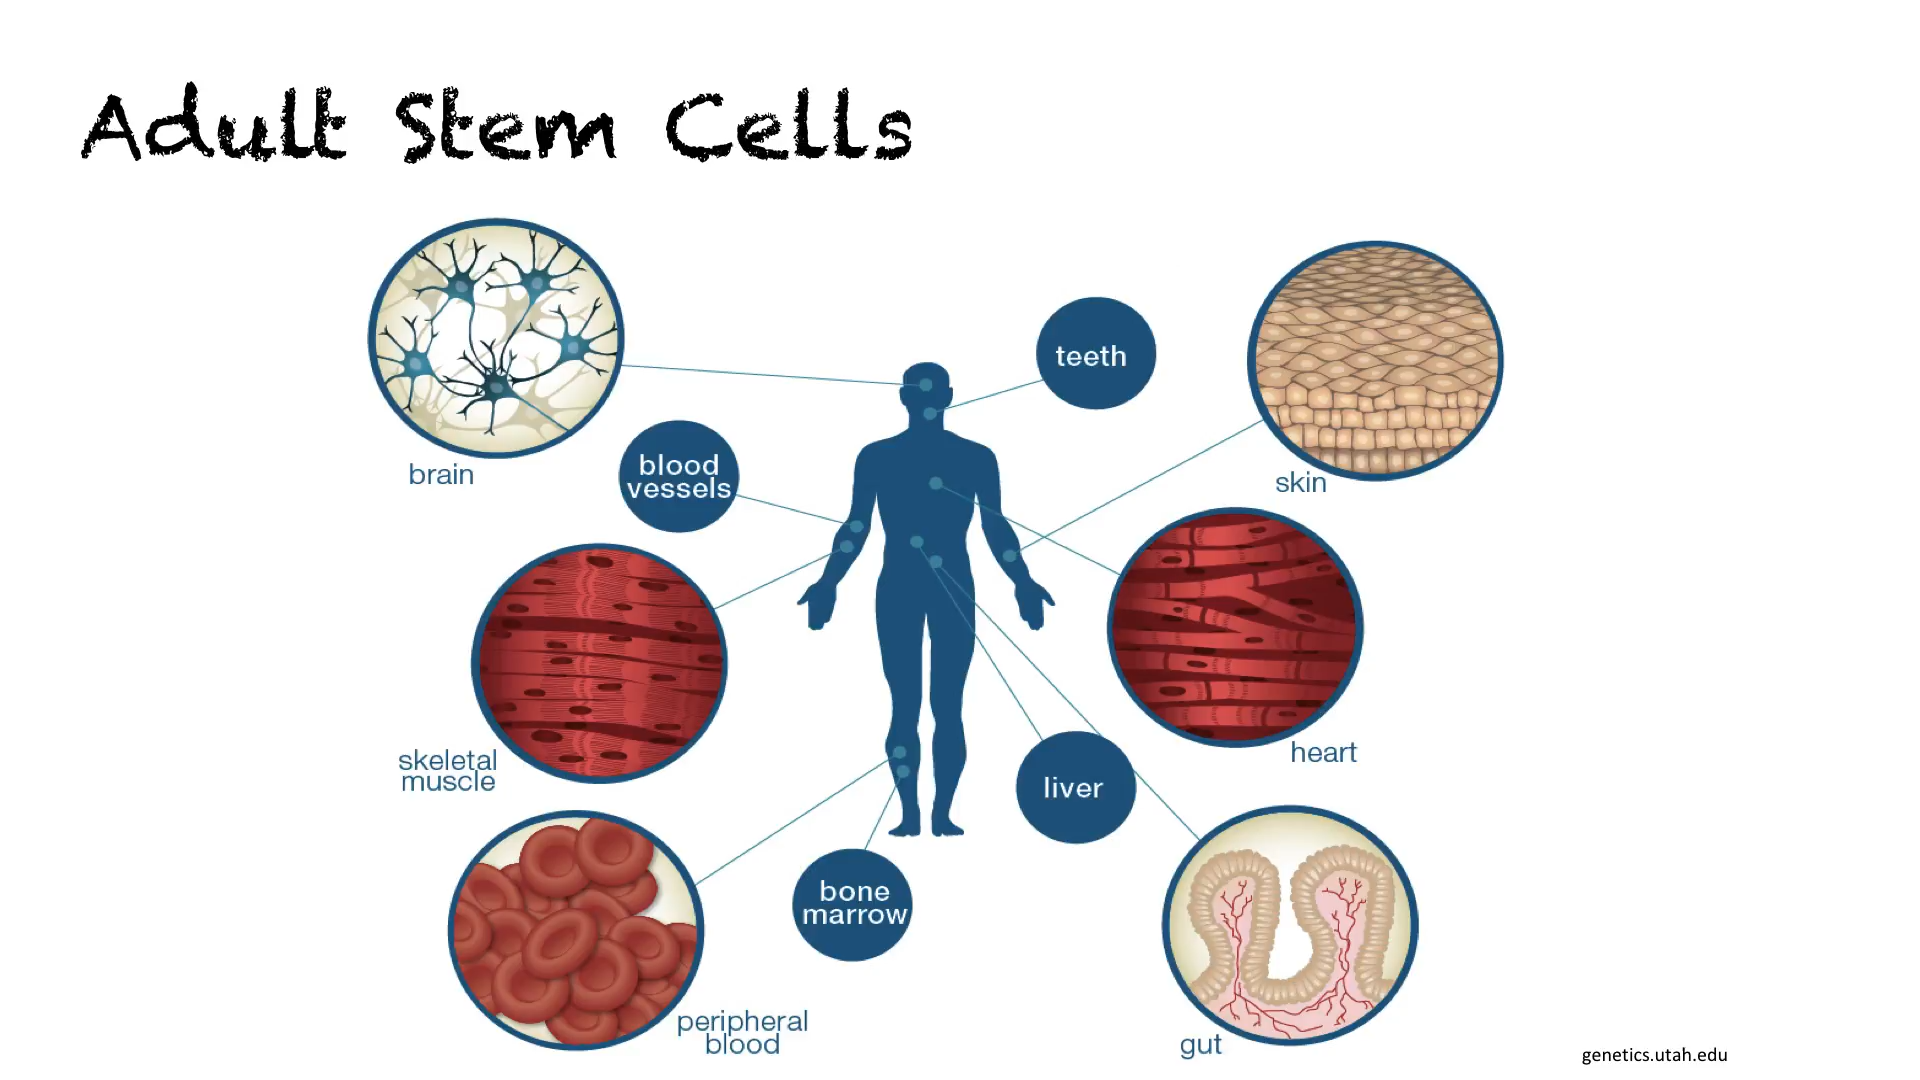 Adult Stem Cells
teeth
brain
blood
vessels
skin
skeletal
muscle
heart
liver
bone
marrow
peripheral
blood
gut
genetics.utah.edu